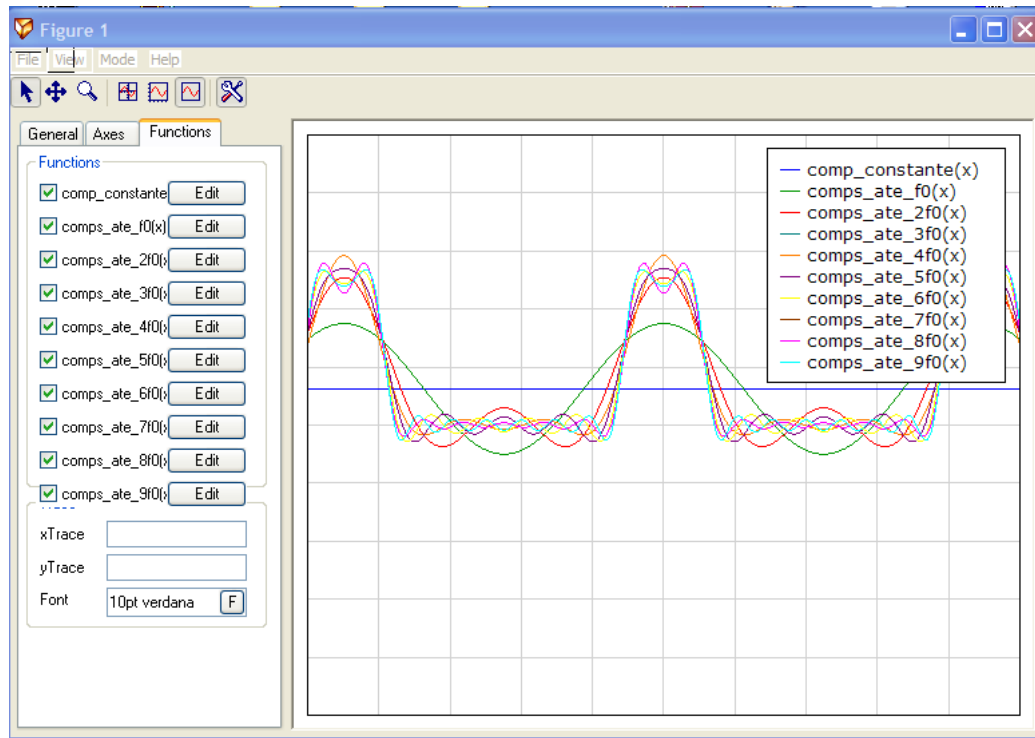 Figure 1
File View Mode Help
General Axes Functions
Functions
comp_constante Edit
comps_ate_f0(x) Edit
comps_ate_2f0(x Edit
comps_ate_3f0(x Edit
comps_ate_4f0(x Edit
comps_ate_5f0(x Edit
comps_ate_6f0(x Edit
comps_ate_7f0(x Edit
comps_ate_8f0(x Edit
comps_ate_9f0(x Edit
xTrace
yTrace
Font 10pt verdana F
comp_constante(x)
comps_ate_f0(x)
comps_ate_2f0(x)
comps_ate_3f0(x)
comps_ate_4f0(x)
comps_ate_5f0(x)
comps_ate_6f0(x)
comps_ate_7f0(x)
comps_ate_8f0(x)
comps_ate_9f0(x)